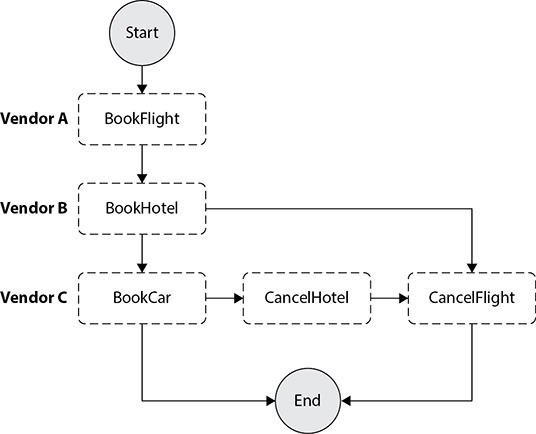 Start
Vendor A
BookFlight
Vendor B
BookHotel
Vendor C
BookCar
CancelHotel
CancelFlight
End